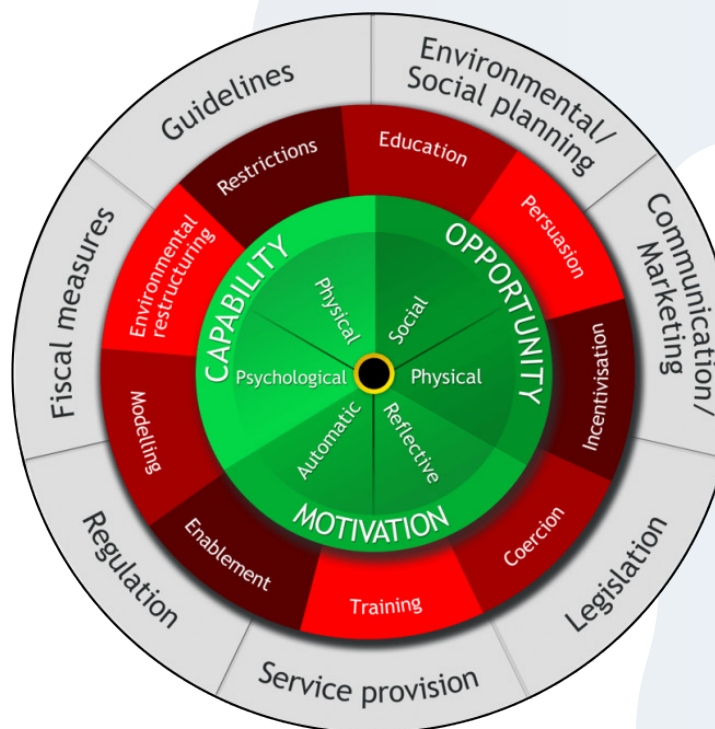 Guidelines
Environmental/
Social planning
Communication/
Marketing
Legislation
Service provision
Regulation
Fiscal measures
Restrictions
Education
Persuasion
Incentivisation
Coercion
Training
Enablement
Modelling
Environmental
restructuring
CAPABILITY
OPPORTUNITY
MOTIVATION
Physical
Social
Physical
Reflective
Automatic
Psychological